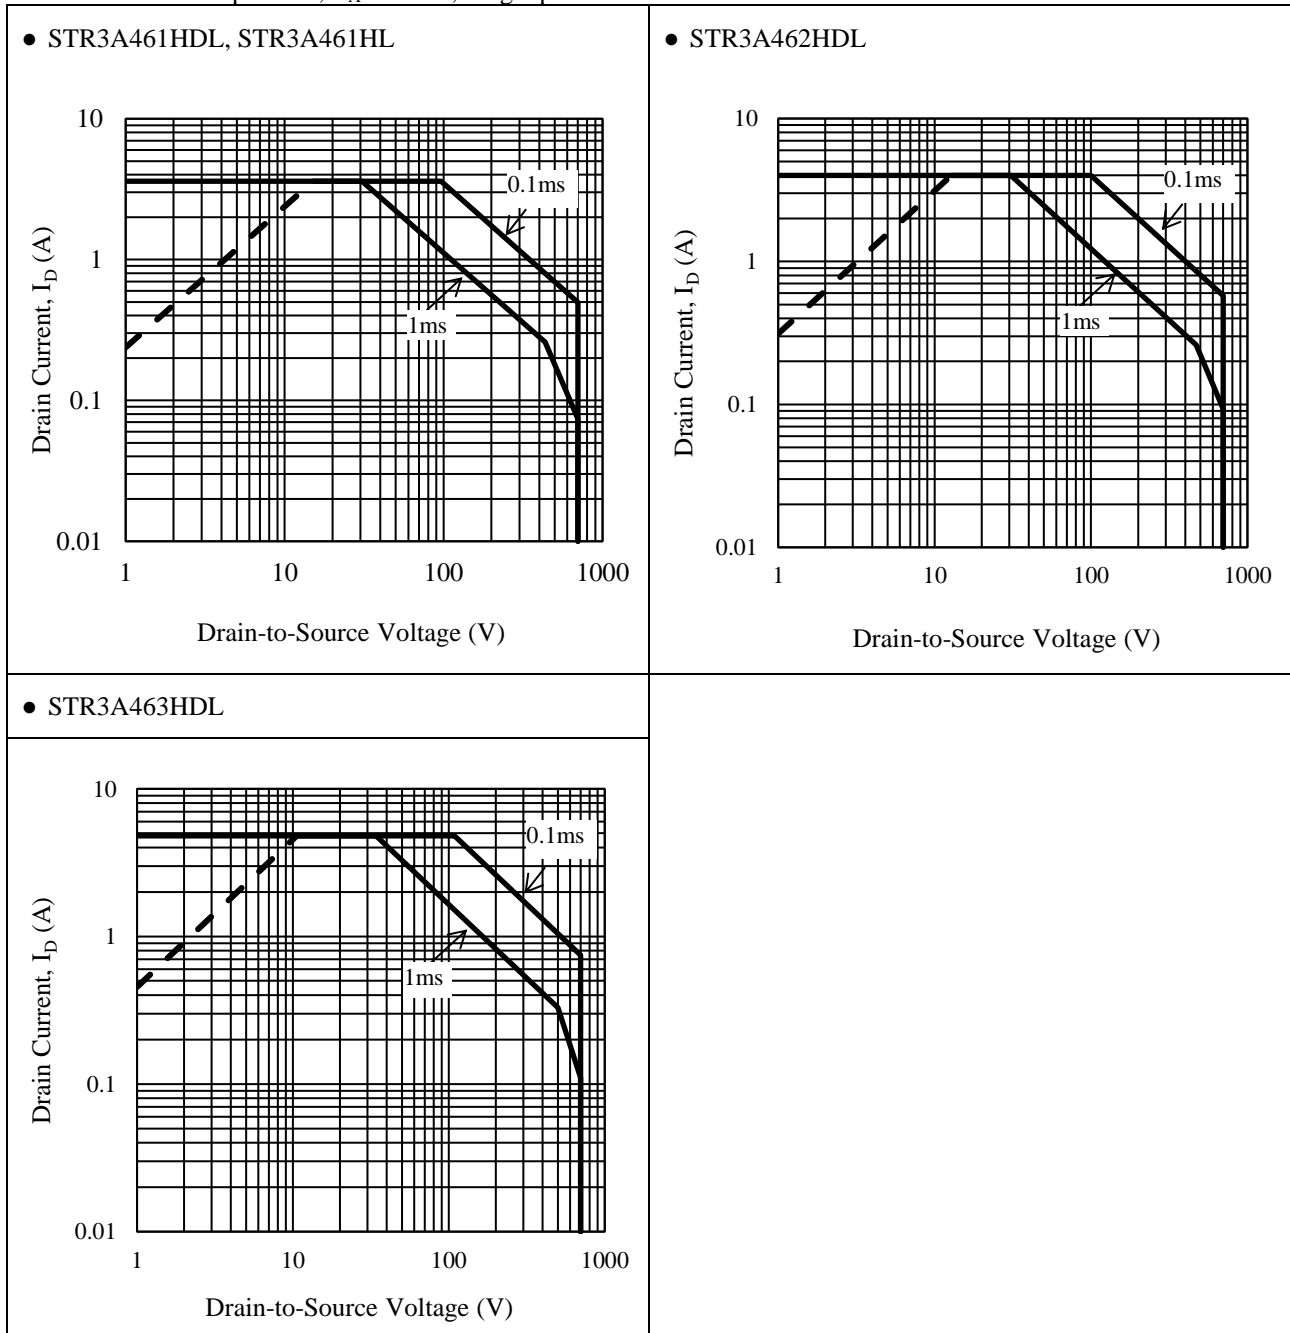 ● STR3A461HDL, STR3A461HL
10
1
0.1
0.01
1
10
100
1000
0.1ms
1ms
Drain Current, I_D (A)
Drain-to-Source Voltage (V)
● STR3A462HDL
10
1
0.1
0.01
1
10
100
1000
0.1ms
1ms
Drain Current, I_D (A)
Drain-to-Source Voltage (V)
● STR3A463HDL
10
1
0.1
0.01
1
10
100
1000
0.1ms
1ms
Drain Current, I_D (A)
Drain-to-Source Voltage (V)